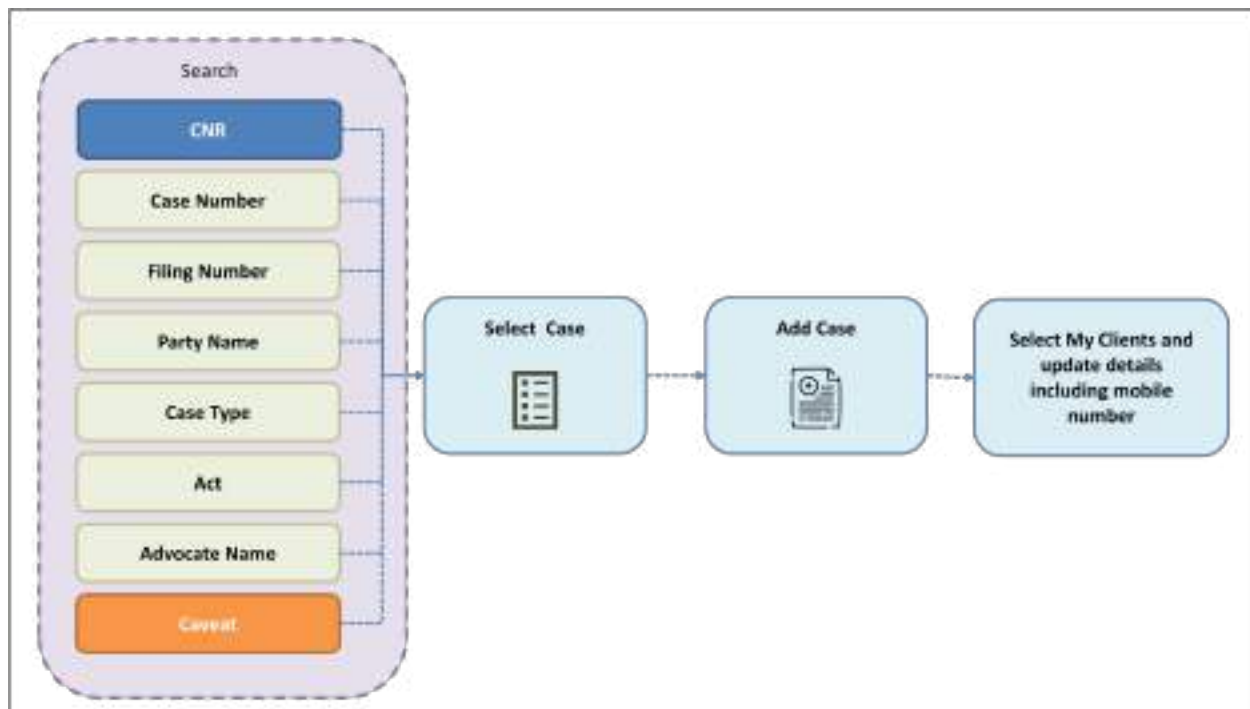 Search
CNR
Case Number
Filing Number
Party Name
Case Type
Act
Advocate Name
Caveat
Select Case
Add Case
Select My Clients and
update details
including mobile
number